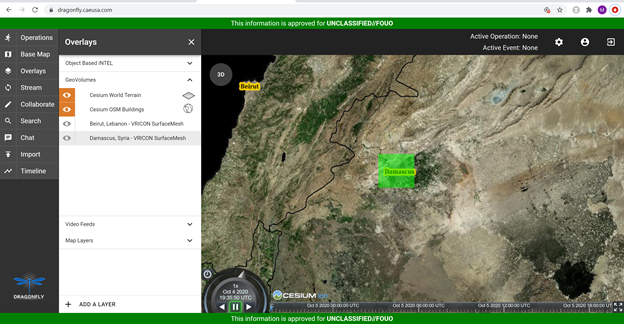 dragonfly.caeusa.com
This information is approved for UNCLASSIFIED//FOUO
Operations
Base Map
Overlays
Stream
Collaborate
Search
Chat
Import
Timeline
DRAGONFLY
Overlays
Object Based INTEL
GeoVolumes
Cesium World Terrain
Cesium OSM Buildings
Beirut, Lebanon - VRICON SurfaceMesh
Damascus, Syria - VRICON SurfaceMesh
Video Feeds
Map Layers
+ ADD A LAYER
Active Operation: None
Active Event: None
3D
Beirut
Damascus
1x
Oct 4 2020
19:35:50 UTC
CESIUM ion
Oct 5 2020 00:00:00 UTC
Oct 5 2020 06:00:00 UTC
Oct 5 2020 12:00:00 UTC
Oct 5 2020 18:00:00 UTC
This information is approved for UNCLASSIFIED//FOUO